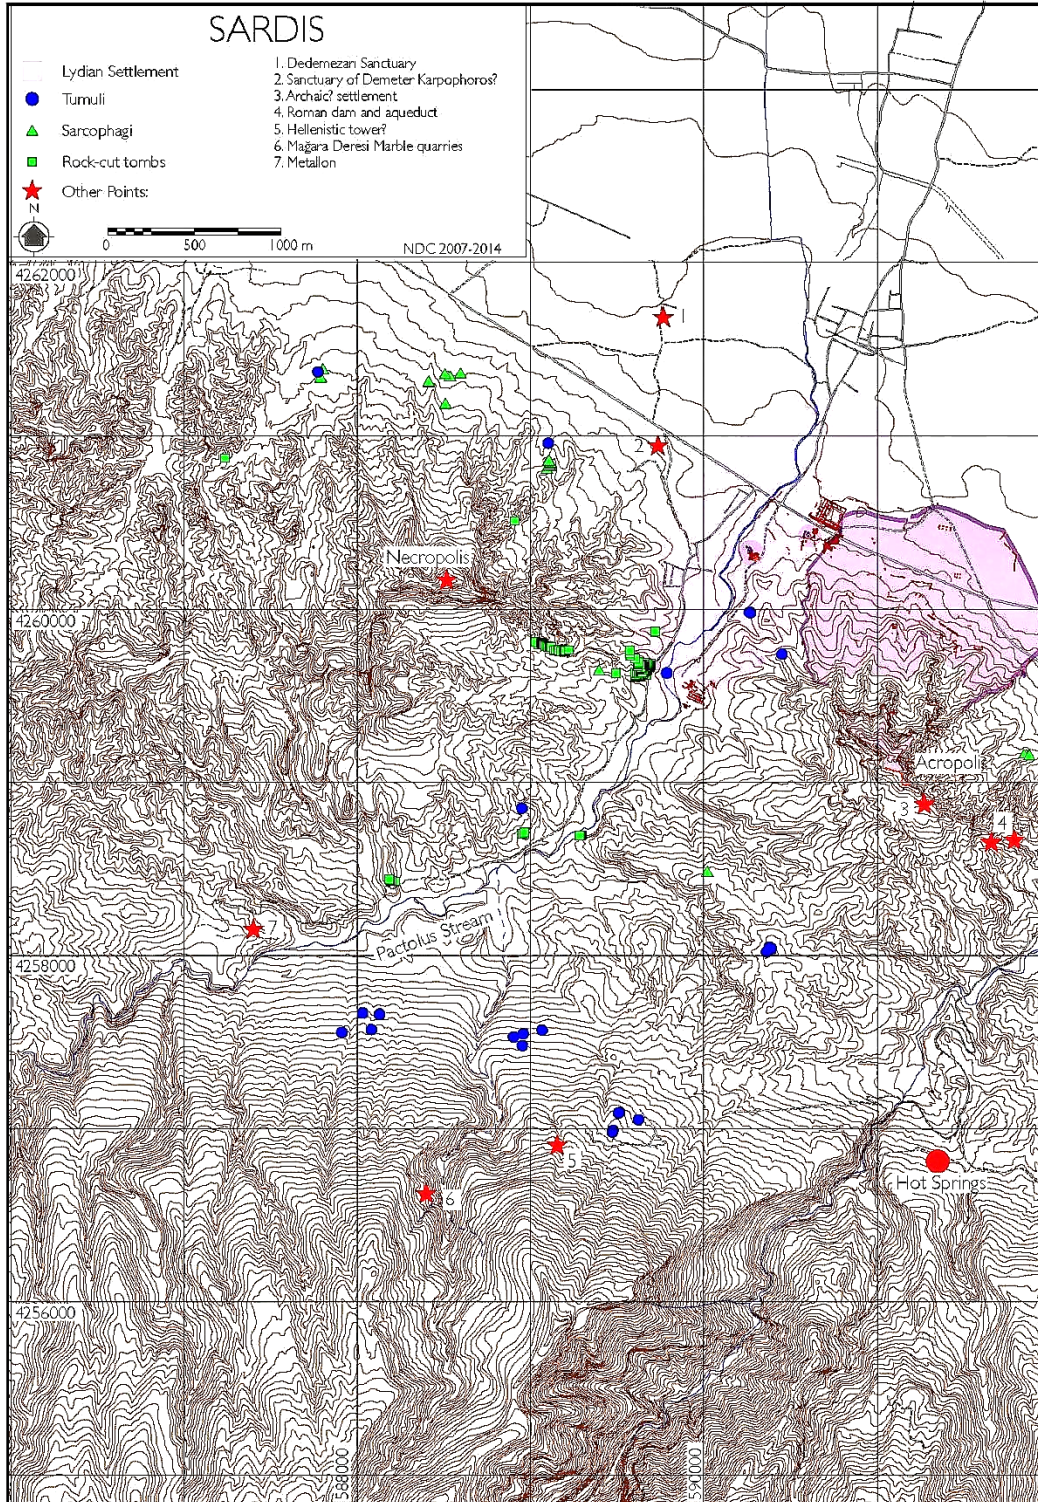 SARDIS
Lydian Settlement
Tumuli
Sarcophagi
Rock-cut tombs
Other Points:
1. Dedemezarı Sanctuary
2. Sanctuary of Demeter Karpophoros?
3. Archaic? settlement
4. Roman dam and aqueduct
5. Hellenistic tower?
6. Mağara Deresi Marble quarries
7. Metallon
N
0 500 1000 m
NDC 2007-2014
4262000
1
2
Necropolis
4260000
Acropolis
3
4
7
Pactolus Stream
4258000
5
Hot Springs
6
4256000
588000
590000